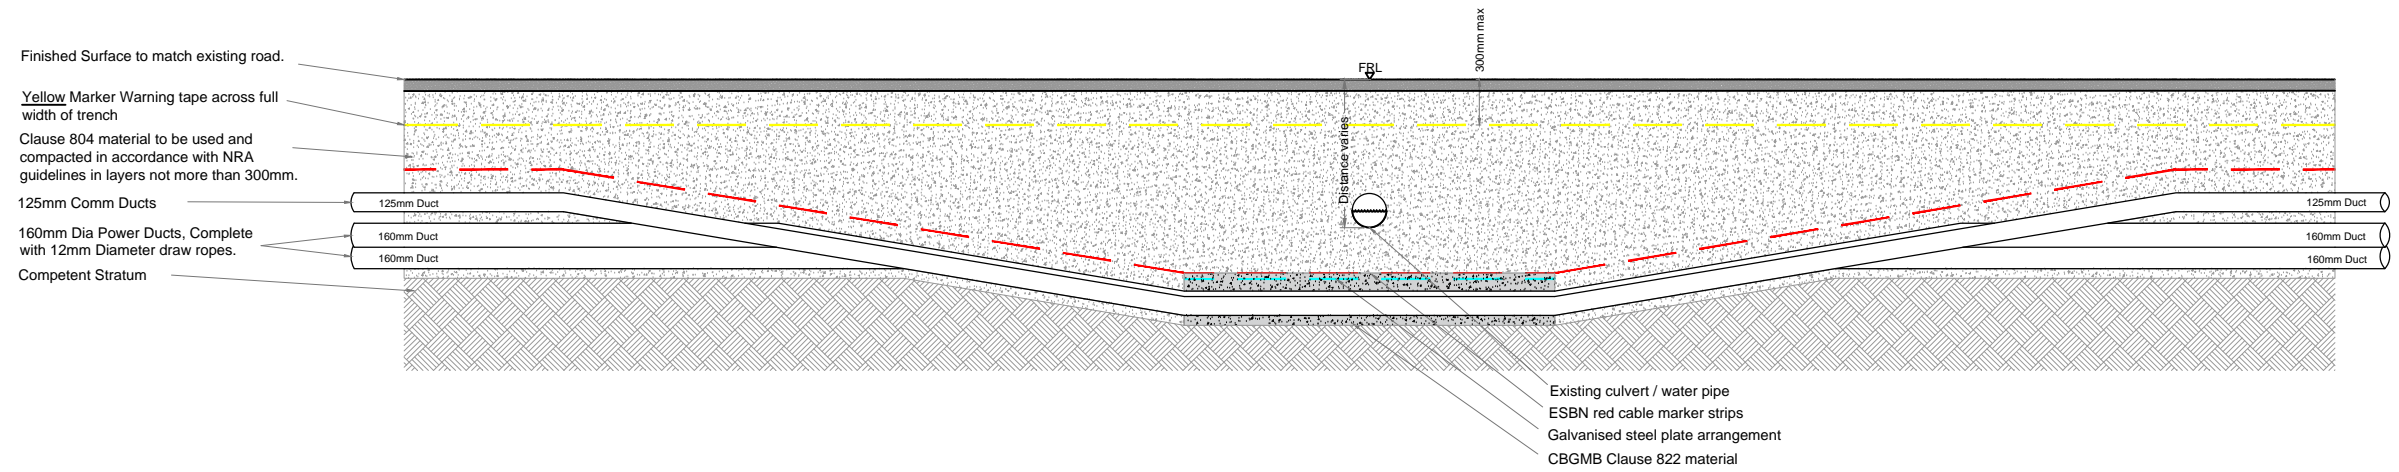 300mm max
FRL
Distance varies
Finished Surface to match existing road.
Yellow Marker Warning tape across full
width of trench
Clause 804 material to be used and
compacted in accordance with NRA
guidelines in layers not more than 300mm.
125mm Comm Ducts
160mm Dia Power Ducts, Complete
with 12mm Diameter draw ropes.
Competent Stratum
125mm Duct
160mm Duct
160mm Duct
125mm Duct
160mm Duct
160mm Duct
Existing culvert / water pipe
ESBN red cable marker strips
Galvanised steel plate arrangement
CBGMB Clause 822 material